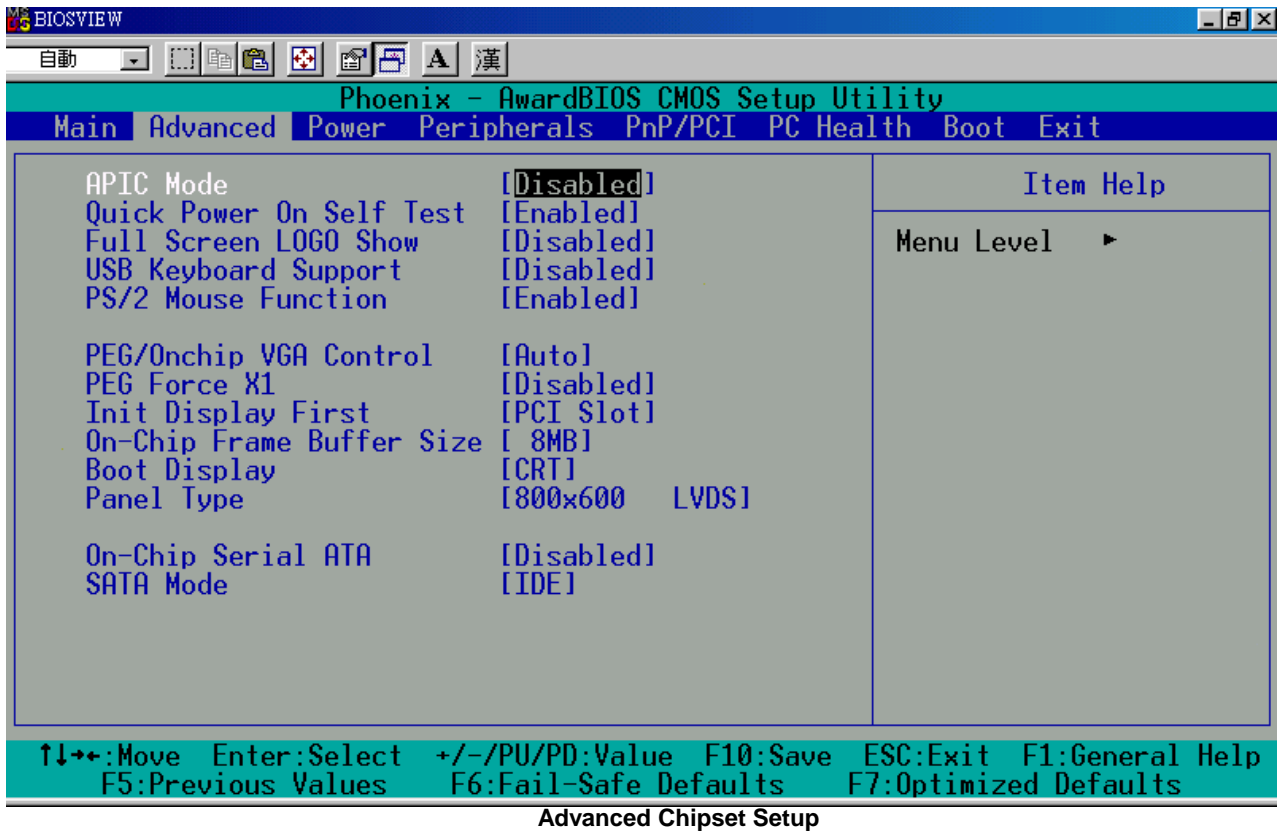 BIOSVIEW
自動 A 漢
Phoenix - AwardBIOS CMOS Setup Utility
Main Advanced Power Peripherals PnP/PCI PC Health Boot Exit
APIC Mode [Disabled] Item Help
Quick Power On Self Test [Enabled]
Full Screen LOGO Show [Disabled] Menu Level ►
USB Keyboard Support [Disabled]
PS/2 Mouse Function [Enabled]
PEG/Onchip VGA Control [Auto]
PEG Force X1 [Disabled]
Init Display First [PCI Slot]
On-Chip Frame Buffer Size [ 8MB]
Boot Display [CRT]
Panel Type [800x600 LVDS]
On-Chip Serial ATA [Disabled]
SATA Mode [IDE]
↑↓→←:Move Enter:Select +/-/PU/PD:Value F10:Save ESC:Exit F1:General Help
F5:Previous Values F6:Fail-Safe Defaults F7:Optimized Defaults
Advanced Chipset Setup